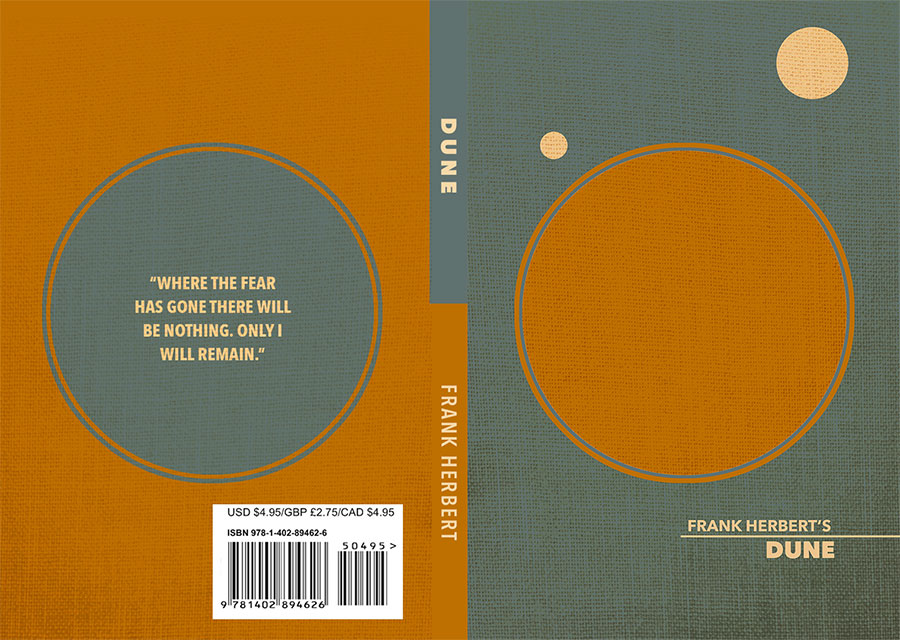 “WHERE THE FEAR
HAS GONE THERE WILL
BE NOTHING. ONLY I
WILL REMAIN.”
USD $4.95/GBP £2.75/CAD $4.95
ISBN 978-1-402-89462-6
50495>
9 781402 894626
DUNE
FRANK HERBERT
FRANK HERBERT’S
DUNE